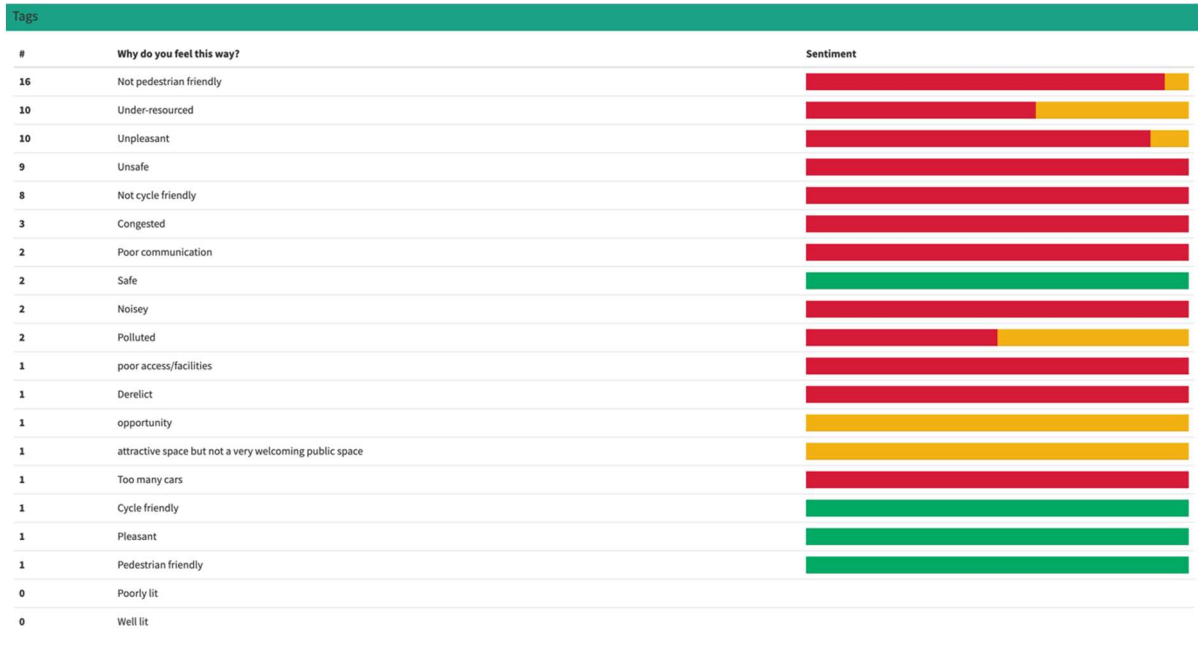 Tags
# Why do you feel this way? Sentiment
16 Not pedestrian friendly
10 Under-resourced
10 Unpleasant
9 Unsafe
8 Not cycle friendly
3 Congested
2 Poor communication
2 Safe
2 Noisey
2 Polluted
1 poor access/facilities
1 Derelict
1 opportunity
1 attractive space but not a very welcoming public space
1 Too many cars
1 Cycle friendly
1 Pleasant
1 Pedestrian friendly
0 Poorly lit
0 Well lit